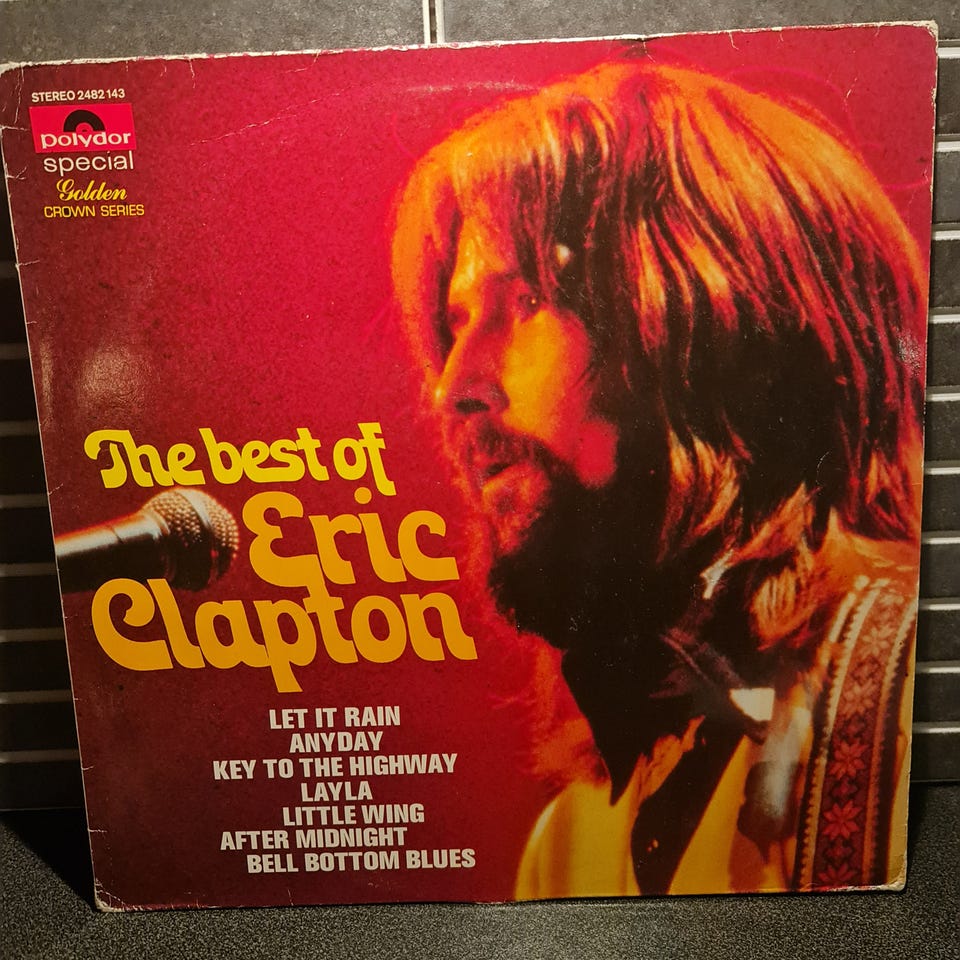 STEREO 2482 143
polydor
special
Golden
CROWN SERIES
The best of
Eric
Clapton
LET IT RAIN
ANYDAY
KEY TO THE HIGHWAY
LAYLA
LITTLE WING
AFTER MIDNIGHT
BELL BOTTOM BLUES